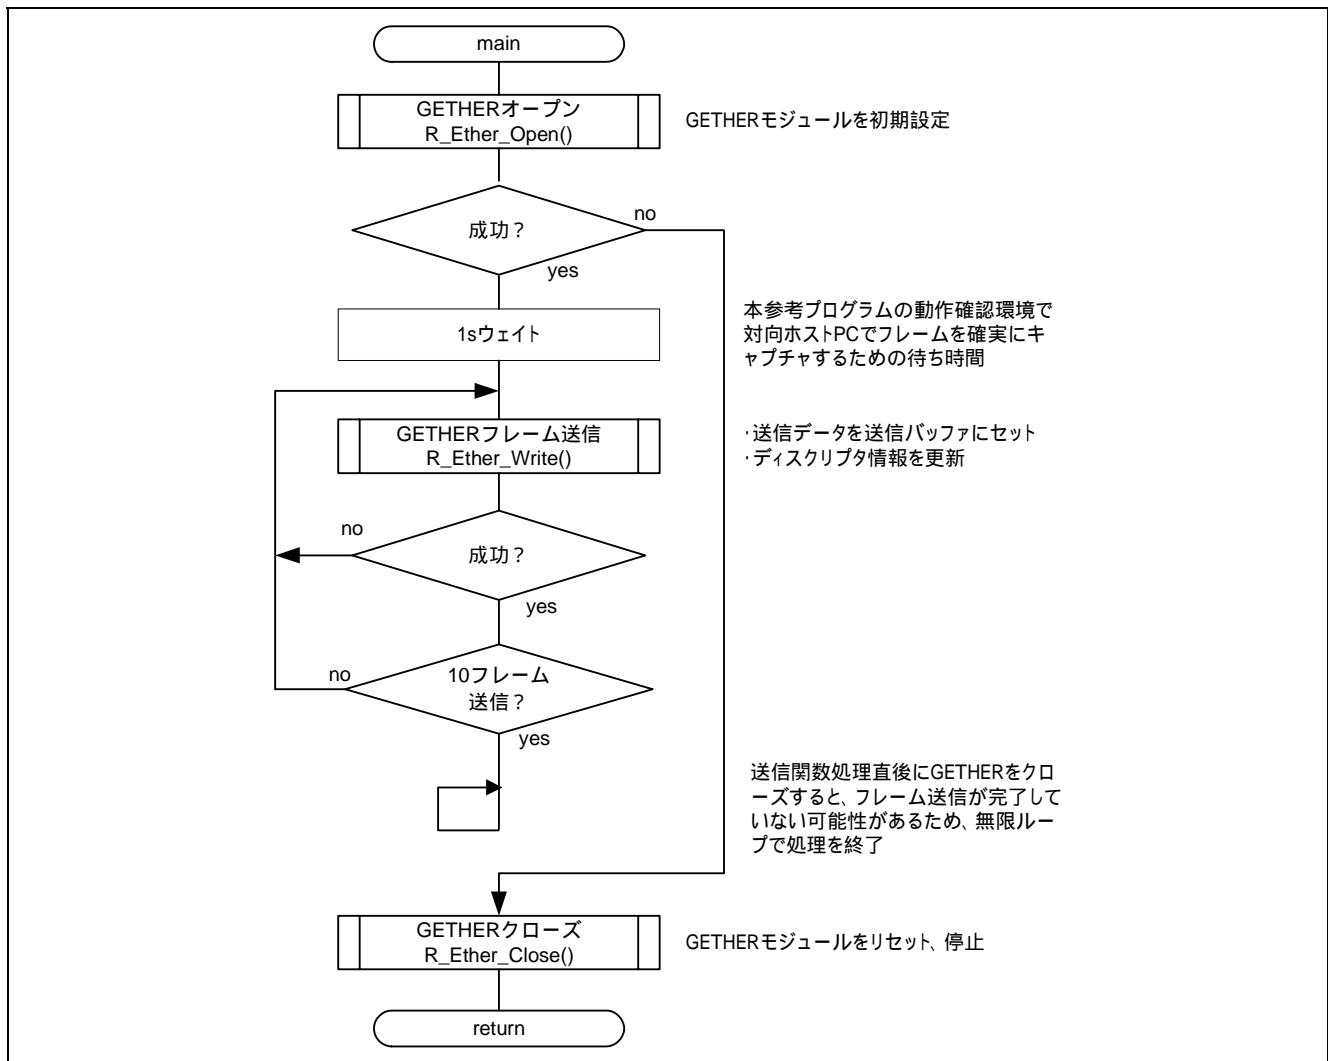 main
GETHERオープン
R_Ether_Open()
GETHERモジュールを初期設定
成功？
no
yes
1sウェイト
本参考プログラムの動作確認環境で
対向ホストPCでフレームを確実にキ
ャプチャするための待ち時間
GETHERフレーム送信
R_Ether_Write()
・送信データを送信バッファにセット
・ディスクリプタ情報を更新
no
成功？
yes
no
10フレーム
送信？
yes
送信関数処理直後にGETHERをクロ
ーズすると、フレーム送信が完了して
いない可能性があるため、無限ルー
プで処理を終了
GETHERクローズ
R_Ether_Close()
GETHERモジュールをリセット、停止
return